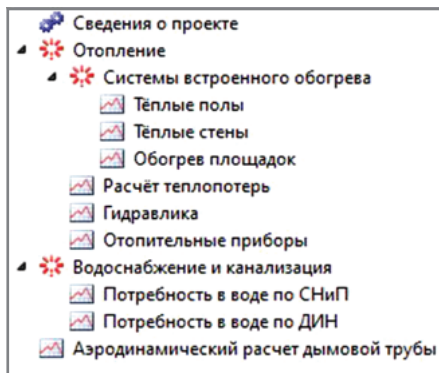 Сведения о проекте
Отопление
Системы встроенного обогрева
Тёплые полы
Тёплые стены
Обогрев площадок
Расчёт теплопотерь
Гидравлика
Отопительные приборы
Водоснабжение и канализация
Потребность в воде по СНиП
Потребность в воде по ДИН
Аэродинамический расчет дымовой трубы